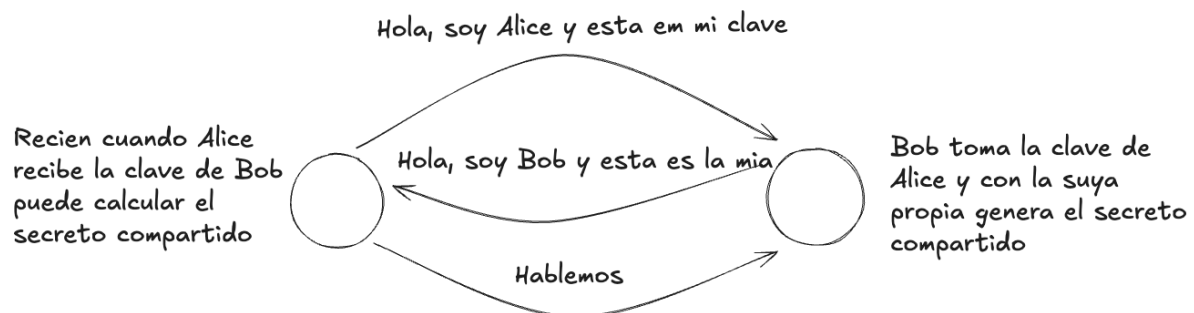 Hola, soy Alice y esta em mi clave
Recien cuando Alice
recibe la clave de Bob
puede calcular el
secreto compartido
Hola, soy Bob y esta es la mia
Bob toma la clave de
Alice y con la suya
propia genera el secreto
compartido
Hablemos